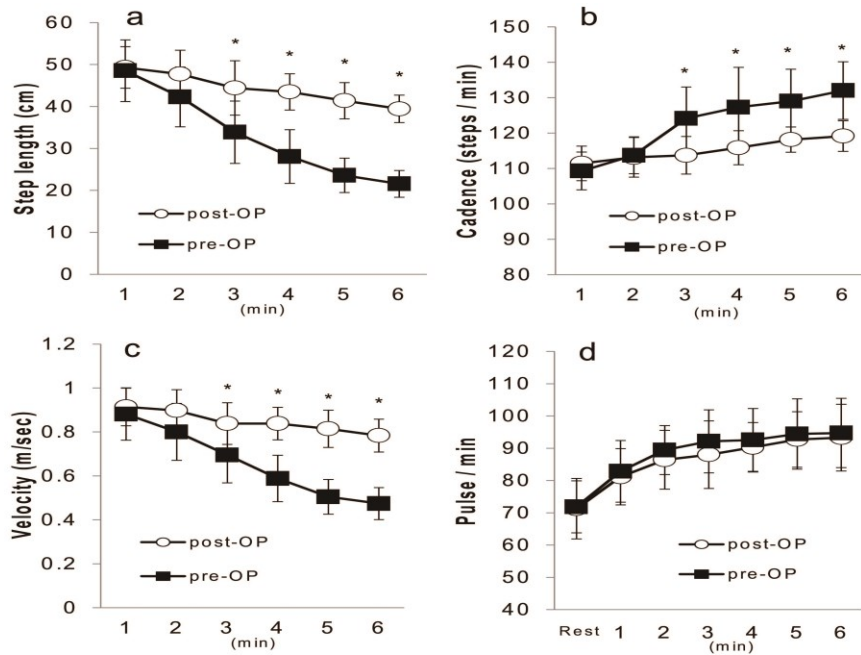 a
Step length (cm)
60
50
40
30
20
10
0
* * * *
post-OP
pre-OP
1 2 3 4 5 6
(min)
b
Cadence (steps / min)
150
140
130
120
110
100
90
80
* * * *
post-OP
pre-OP
1 2 3 4 5 6
(min)
c
Velocity (m/sec)
1.2
1
0.8
0.6
0.4
0.2
0
* * * *
post-OP
pre-OP
1 2 3 4 5 6
(min)
d
Pulse / min
120
110
100
90
80
70
60
50
40
post-OP
pre-OP
Rest 1 2 3 4 5 6
(min)